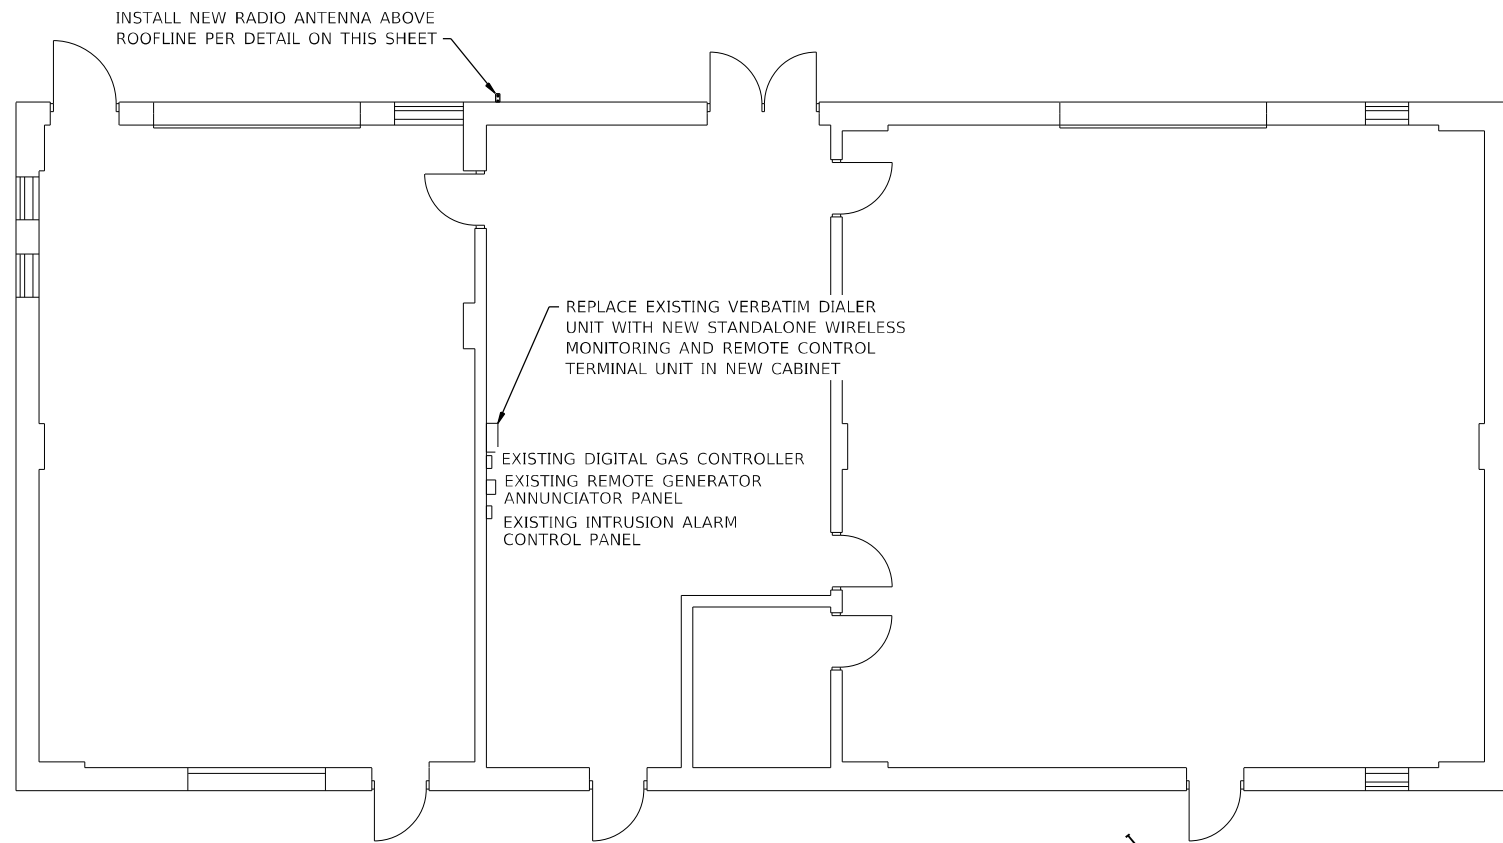 INSTALL NEW RADIO ANTENNA ABOVE
ROOFLINE PER DETAIL ON THIS SHEET
REPLACE EXISTING VERBATIM DIALER
UNIT WITH NEW STANDALONE WIRELESS
MONITORING AND REMOTE CONTROL
TERMINAL UNIT IN NEW CABINET
EXISTING DIGITAL GAS CONTROLLER
EXISTING REMOTE GENERATOR
ANNUNCIATOR PANEL
EXISTING INTRUSION ALARM
CONTROL PANEL